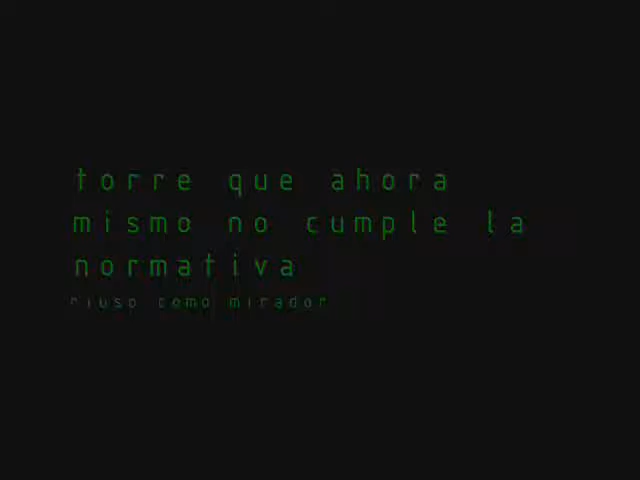 torre que ahora
mismo no cumple la
normativa
riuso como mirador